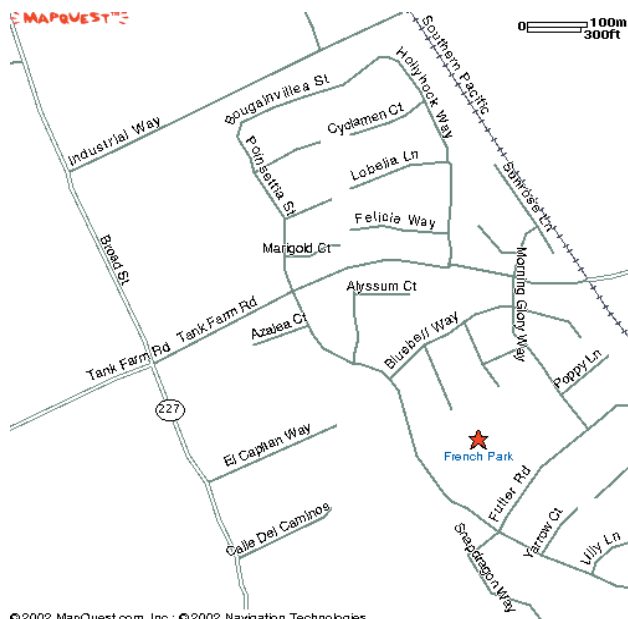 MAPQUEST™
0 100m
300ft
Southern Pacific
Hollyhock Way
Bougainvillea St
Cyclamen Ct
Industrial Way
Poinsettia St
Lobelia Ln
Sunrose Ln
Felicia Way
Broad St
Marigold Ct
Morning Glory Way
Alyssum Ct
Tank Farm Rd
Azalea Ct
Bluebell Way
Tank Farm Rd
Poppy Ln
227
El Capitan Way
French Park
Fuller Rd
Calle Del Caminos
Yarrow Ct
Lilly Ln
Snapdragon Way
©2002 MapQuest.com, Inc.; ©2002 Navigation Technologies